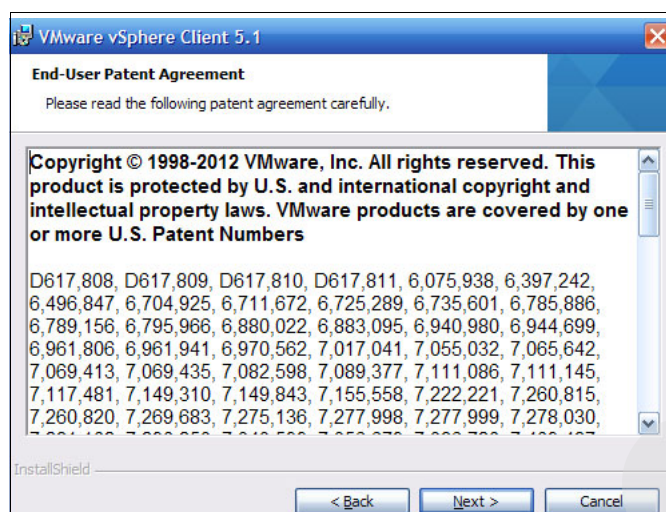 VMware vSphere Client 5.1
End-User Patent Agreement
Please read the following patent agreement carefully.
Copyright © 1998-2012 VMware, Inc. All rights reserved. This
product is protected by U.S. and international copyright and
intellectual property laws. VMware products are covered by one
or more U.S. Patent Numbers
D617,808, D617,809, D617,810, D617,811, 6,075,938, 6,397,242,
6,496,847, 6,704,925, 6,711,672, 6,725,289, 6,735,601, 6,785,886,
6,789,156, 6,795,966, 6,880,022, 6,883,095, 6,940,980, 6,944,699,
6,961,806, 6,961,941, 6,970,562, 7,017,041, 7,055,032, 7,065,642,
7,069,413, 7,069,435, 7,082,598, 7,089,377, 7,111,086, 7,111,145,
7,117,481, 7,149,310, 7,149,843, 7,155,558, 7,222,221, 7,260,815,
7,260,820, 7,269,683, 7,275,136, 7,277,998, 7,277,999, 7,278,030,
InstallShield
< Back Next > Cancel